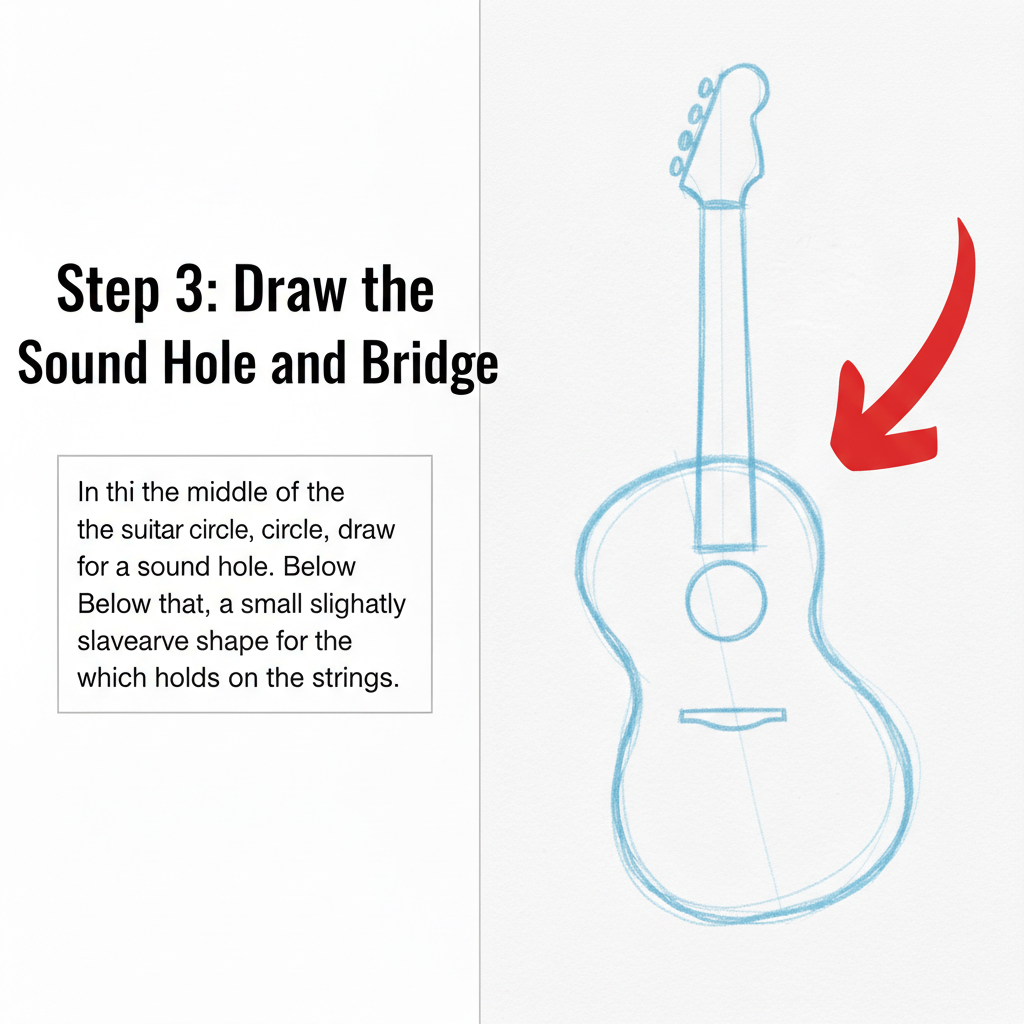 Step 3: Draw the
Sound Hole and Bridge
In thi the middle of the
the suitar circle, circle, draw
for a sound hole. Below
Below that, a small slighatly
slavearve shape for the
which holds on the strings.